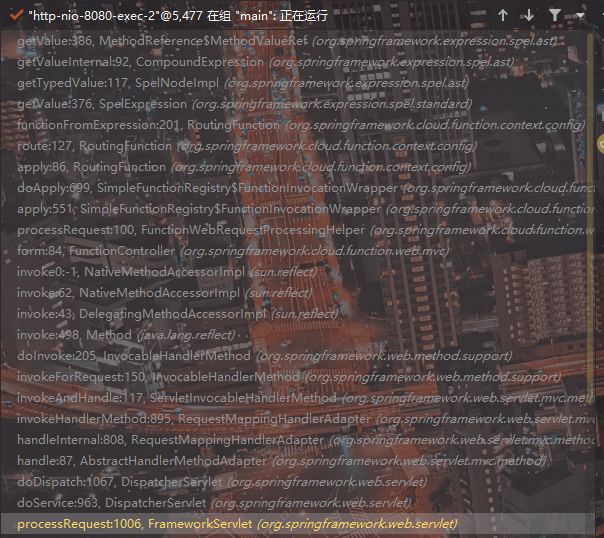 "http-nio-8080-exec-2"@5,477 在组 "main": 正在运行
getValue:386, MethodReference$MethodValueRef (org.springframework.expression.spel.ast)
getValueInternal:92, CompoundExpression (org.springframework.expression.spel.ast)
getTypedValue:117, SpelNodeImpl (org.springframework.expression.spel.ast)
getValue:376, SpelExpression (org.springframework.expression.spel.standard)
functionFromExpression:201, RoutingFunction (org.springframework.cloud.function.context.config)
route:127, RoutingFunction (org.springframework.cloud.function.context.config)
apply:86, RoutingFunction (org.springframework.cloud.function.context.config)
doApply:699, SimpleFunctionRegistry$FunctionInvocationWrapper (org.springframework.cloud.func
apply:551, SimpleFunctionRegistry$FunctionInvocationWrapper (org.springframework.cloud.functio
processRequest:100, FunctionWebRequestProcessingHelper (org.springframework.cloud.function.w
form:84, FunctionController (org.springframework.cloud.function.web.mvc)
invoke0:-1, NativeMethodAccessorImpl (sun.reflect)
invoke:62, NativeMethodAccessorImpl (sun.reflect)
invoke:43, DelegatingMethodAccessorImpl (sun.reflect)
invoke:498, Method (java.lang.reflect)
doInvoke:205, InvocableHandlerMethod (org.springframework.web.method.support)
invokeForRequest:150, InvocableHandlerMethod (org.springframework.web.method.support)
invokeAndHandle:117, ServletInvocableHandlerMethod (org.springframework.web.servlet.mvc.metho
invokeHandlerMethod:895, RequestMappingHandlerAdapter (org.springframework.web.servlet.mv
handleInternal:808, RequestMappingHandlerAdapter (org.springframework.web.servlet.mvc.metho
handle:87, AbstractHandlerMethodAdapter (org.springframework.web.servlet.mvc.method)
doDispatch:1067, DispatcherServlet (org.springframework.web.servlet)
doService:963, DispatcherServlet (org.springframework.web.servlet)
processRequest:1006, FrameworkServlet (org.springframework.web.servlet)